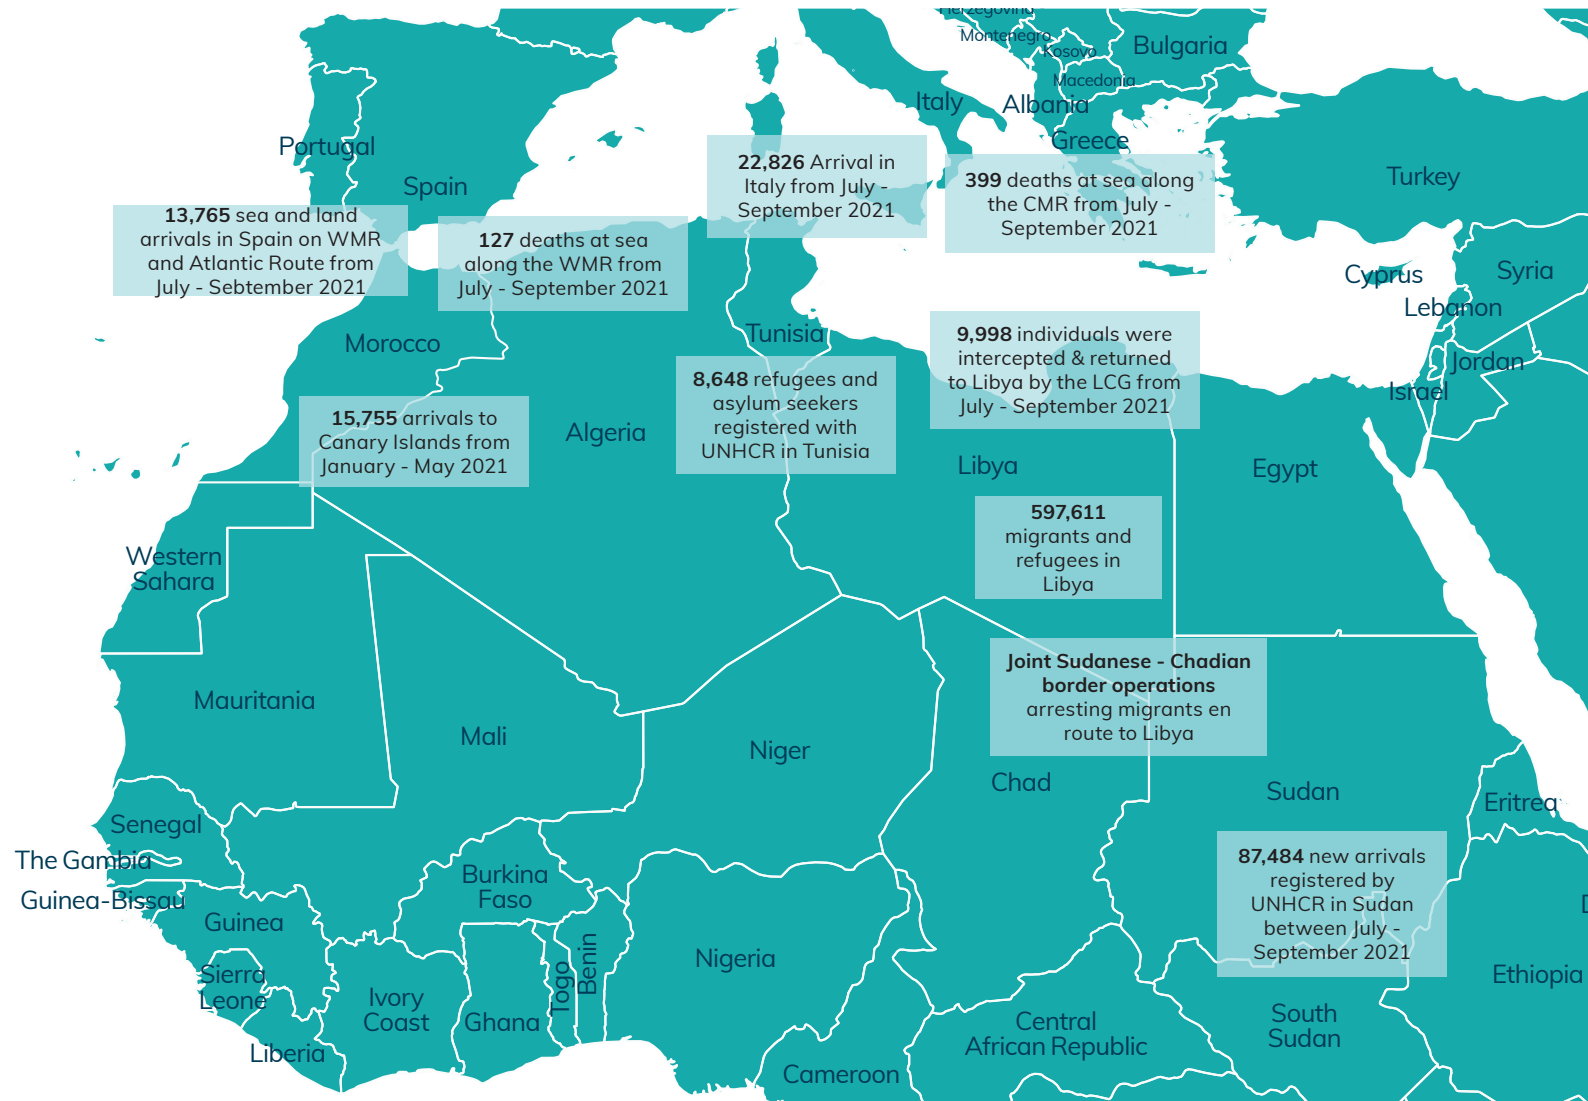 Herzegovina
Montenegro
Kosovo
Bulgaria
Macedonia
Italy
Albania
Greece
Portugal
Spain
Turkey
22,826 Arrival in
Italy from July -
September 2021
399 deaths at sea along
the CMR from July -
September 2021
13,765 sea and land
arrivals in Spain on WMR
and Atlantic Route from
July - Sebtember 2021
127 deaths at sea
along the WMR from
July - September 2021
Cyprus
Syria
Lebanon
Morocco
Tunisia
Jordan
Israel
9,998 individuals were
intercepted & returned
to Libya by the LCG from
July - September 2021
8,648 refugees and
asylum seekers
registered with
UNHCR in Tunisia
15,755 arrivals to
Canary Islands from
January - May 2021
Algeria
Libya
Egypt
597,611
migrants and
refugees in
Libya
Western
Sahara
Joint Sudanese - Chadian
border operations
arresting migrants en
route to Libya
Mauritania
Mali
Niger
Chad
Sudan
Eritrea
Senegal
The Gambia
Guinea-Bissau
Burkina
Faso
87,484 new arrivals
registered by
UNHCR in Sudan
between July -
September 2021
Guinea
Sierra
Leone
Ivory
Coast
Ghana
Togo
Benin
Nigeria
Ethiopia
Liberia
Central
African Republic
South
Sudan
Cameroon